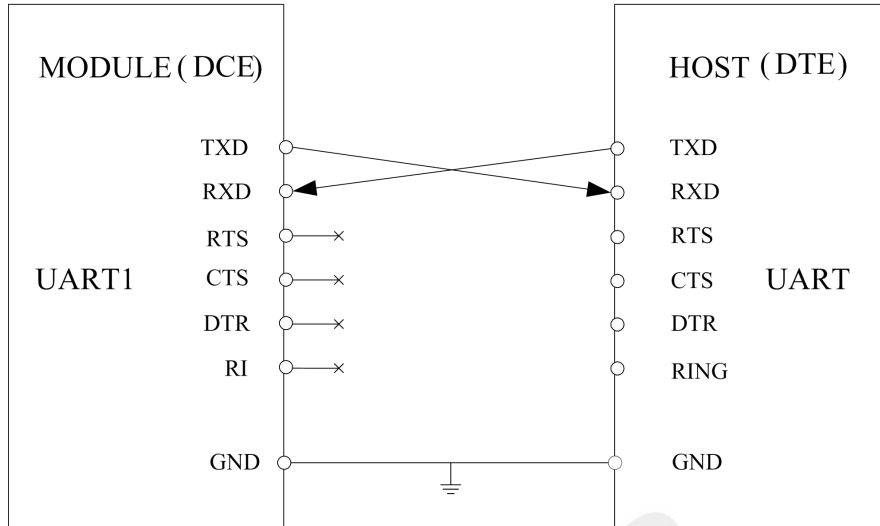 MODULE ( DCE)
HOST ( DTE)
TXD
TXD
RXD
RXD
RTS
RTS
UART1
CTS
CTS
UART
DTR
DTR
RI
RING
GND
GND